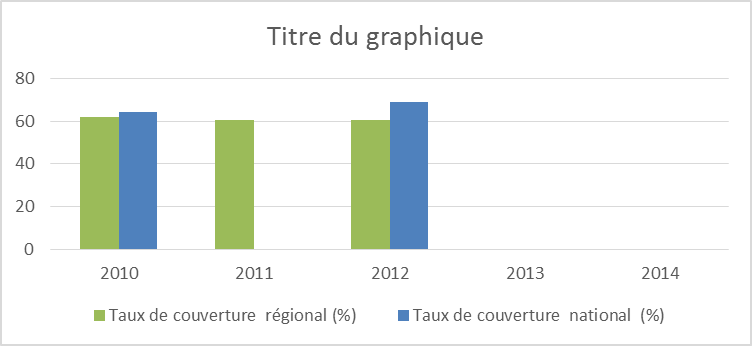 Titre du graphique
80
60
40
20
0
2010 2011 2012 2013 2014
Taux de couverture  régional (%) Taux de couverture  national  (%)